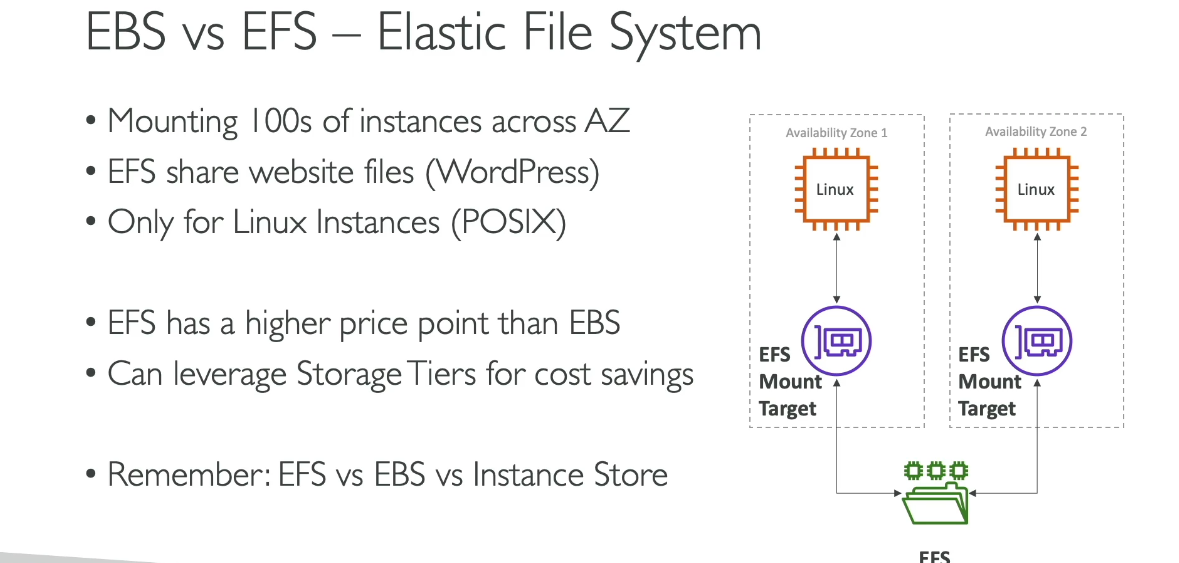 EBS vs EFS – Elastic File System
• Mounting 100s of instances across AZ
• EFS share website files (WordPress)
• Only for Linux Instances (POSIX)
• EFS has a higher price point than EBS
• Can leverage Storage Tiers for cost savings
• Remember: EFS vs EBS vs Instance Store
Availability Zone 1
Linux
EFS
Mount
Target
Availability Zone 2
Linux
EFS
Mount
Target
EFS